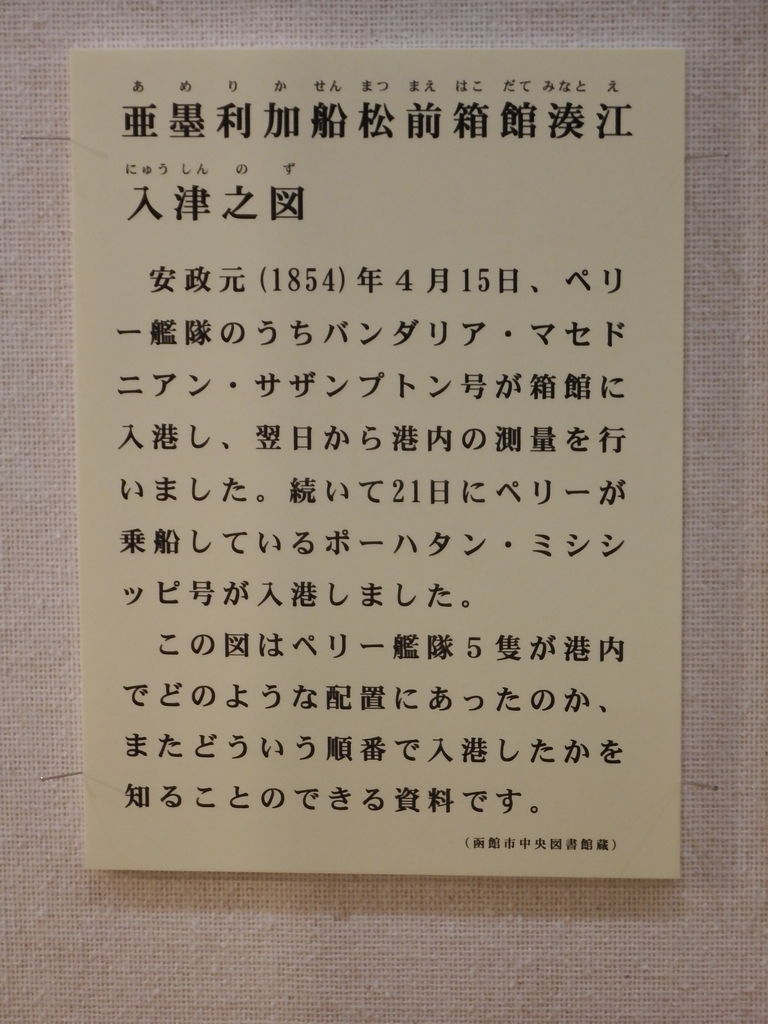 あめりかせんまつまえはこだてみなとえ
亜墨利加船松前箱館湊江
にゅうしんのず
入津之図
安政元(1854)年4月15日、ペリ
ー艦隊のうちバンダリア・マセド
ニアン・サザンプトン号が箱館に
入港し、翌日から港内の測量を行
いました。続いて21日にペリーが
乗船しているポーハタン・ミシシ
ッピ号が入港しました。
この図はペリー艦隊5隻が港内
でどのような配置にあったのか、
またどういう順番で入港したかを
知ることのできる資料です。
(函館市中央図書館蔵)